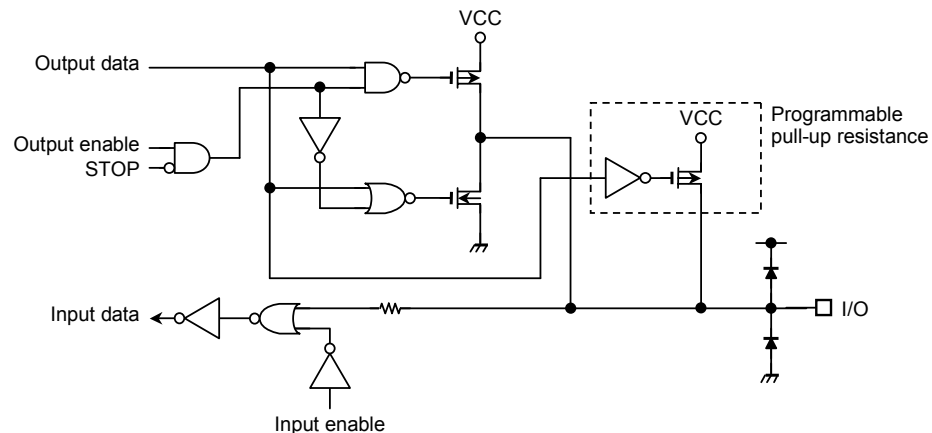 VCC
Output data
Output enable
STOP
VCC
Programmable
pull-up resistance
Input data
I/O
Input enable